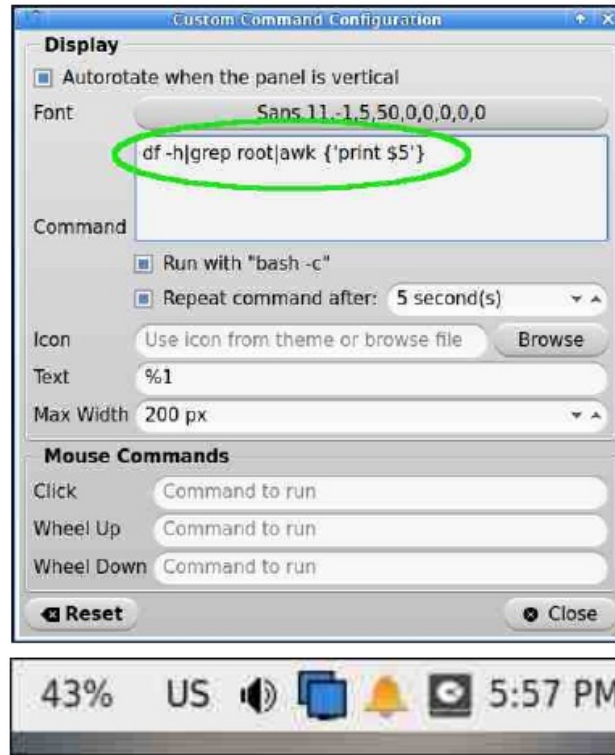 Custom Command Configuration
Display
Autorotate when the panel is vertical
Font Sans,11,-1,5,50,0,0,0,0,0
df -h|grep root|awk {'print $5'}
Command
Run with "bash -c"
Repeat command after: 5 second(s)
Icon Use icon from theme or browse file Browse
Text %1
Max Width 200 px
Mouse Commands
Click Command to run
Wheel Up Command to run
Wheel Down Command to run
Reset Close
43% US 5:57 PM